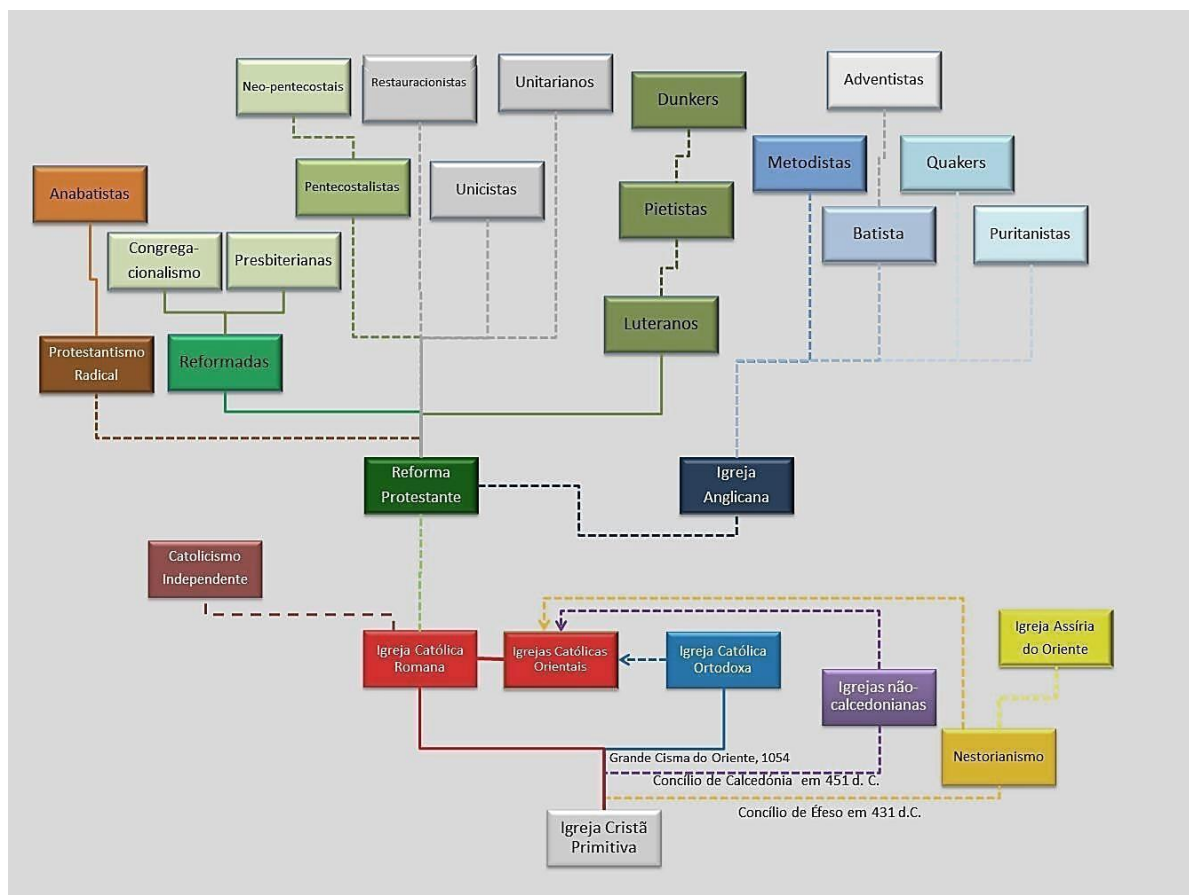 Neo-pentecostais
Restauracionistas
Unitarianos
Dunkers
Adventistas
Anabatistas
Pentecostalistas
Unicistas
Pietistas
Metodistas
Quakers
Batista
Puritanistas
Congrega-
cionalismo
Presbiterianas
Luteranos
Protestantismo
Radical
Reformadas
Reforma
Protestante
Igreja
Anglicana
Catolicismo
Independente
Igreja Católica
Romana
Igrejas Católicas
Orientais
Igreja Católica
Ortodoxa
Igrejas não-
calcedonianas
Igreja Assíria
do Oriente
Nestorianismo
Grande Cisma do Oriente, 1054
Concílio de Calcedónia em 451 d. C.
Concílio de Éfeso em 431 d.C.
Igreja Cristã
Primitiva